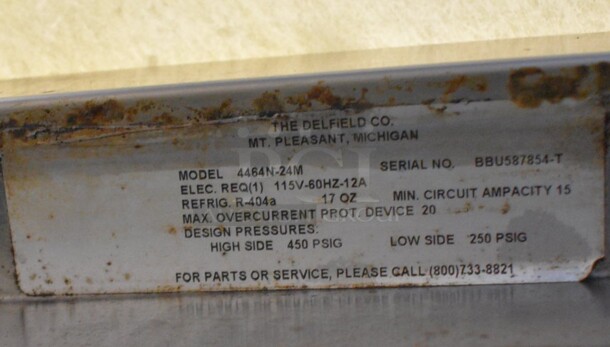 THE DELFIELD CO.
MT. PLEASANT, MICHIGAN
MODEL 4464N-24M SERIAL NO. BBU587854-T
ELEC. REQ(1) 115V-60HZ-12A
REFRIG. R-404a 17 OZ MIN. CIRCUIT AMPACITY 15
MAX. OVERCURRENT PROT. DEVICE 20
DESIGN PRESSURES:
HIGH SIDE 450 PSIG LOW SIDE 250 PSIG
FOR PARTS OR SERVICE, PLEASE CALL (800)733-8821